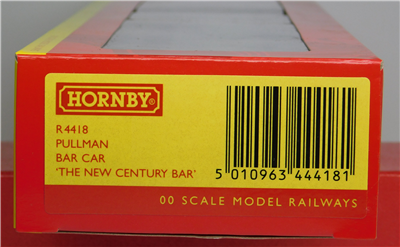 HORNBY®
R4418
PULLMAN
BAR CAR
'THE NEW CENTURY BAR'
5 010963 444181
00 SCALE MODEL RAILWAYS